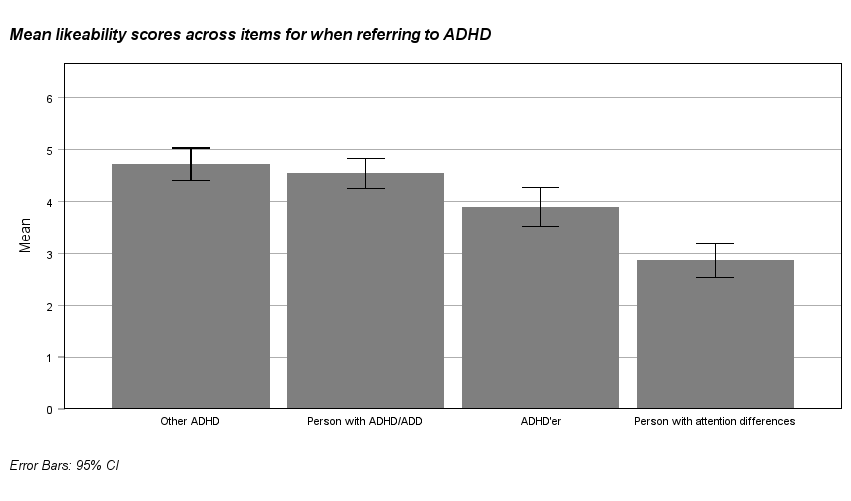 Mean likeability scores across items for when referring to ADHD
6
5
4
3
2
1
0
Mean
Other ADHD
Person with ADHD/ADD
ADHD'er
Person with attention differences
Error Bars: 95% CI